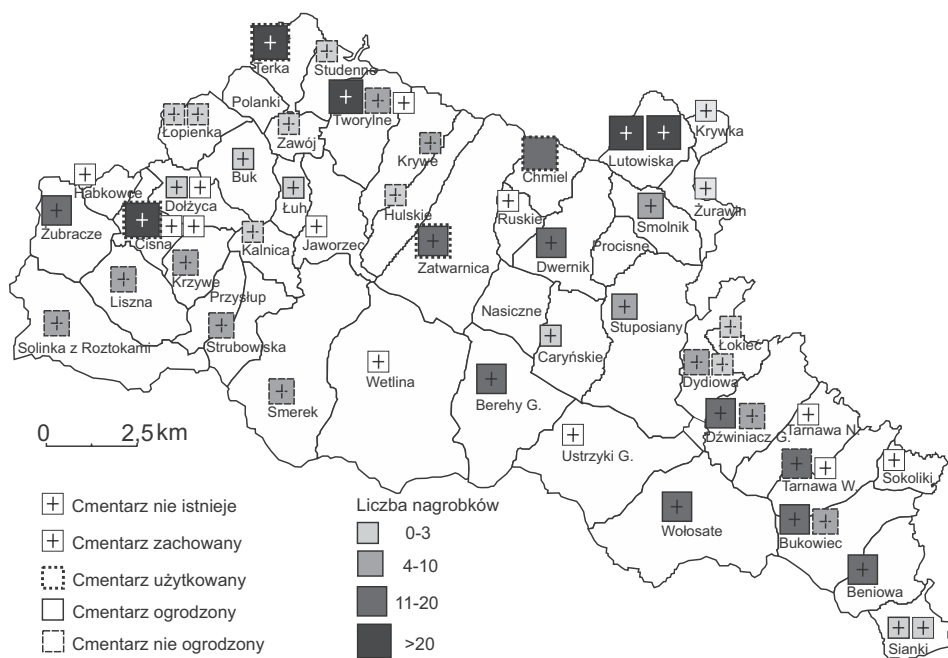 Terka
Studenne
Polanki
Tworylne
Łopienka
Zawój
Krywe
Lutowiska
Krywka
Buk
Chmiel
Habkowce
Dołżyca
Łuh
Hulskie
Ruskie
Smolnik
Żurawin
Żubracze
Cisna
Kalnica
Jaworzec
Zatwarnica
Dwernik
Procisne
Liszna
Krzywe
Przysłup
Nasiczne
Stuposiany
Solinka z Roztokami
Strubowiska
Caryńskie
Łokieć
Smerek
Wetlina
Berehy G.
Dydiowa
Dźwiniacz G.
Tarnawa N.
0 2,5 km
Ustrzyki G.
Tarnawa W.
Sokoliki
Wołosate
Bukowiec
Beniowa
Sianki
Cmentarz nie istnieje
Cmentarz zachowany
Cmentarz użytkowany
Cmentarz ogrodzony
Cmentarz nie ogrodzony
Liczba nagrobków
0-3
4-10
11-20
>20